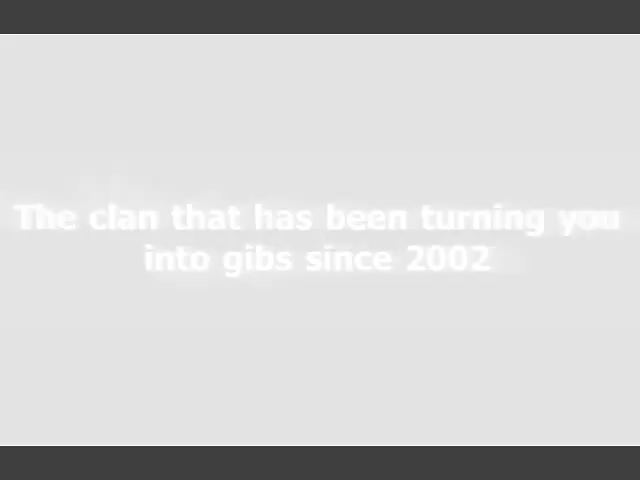 The clan that has been turning you
into gibs since 2002